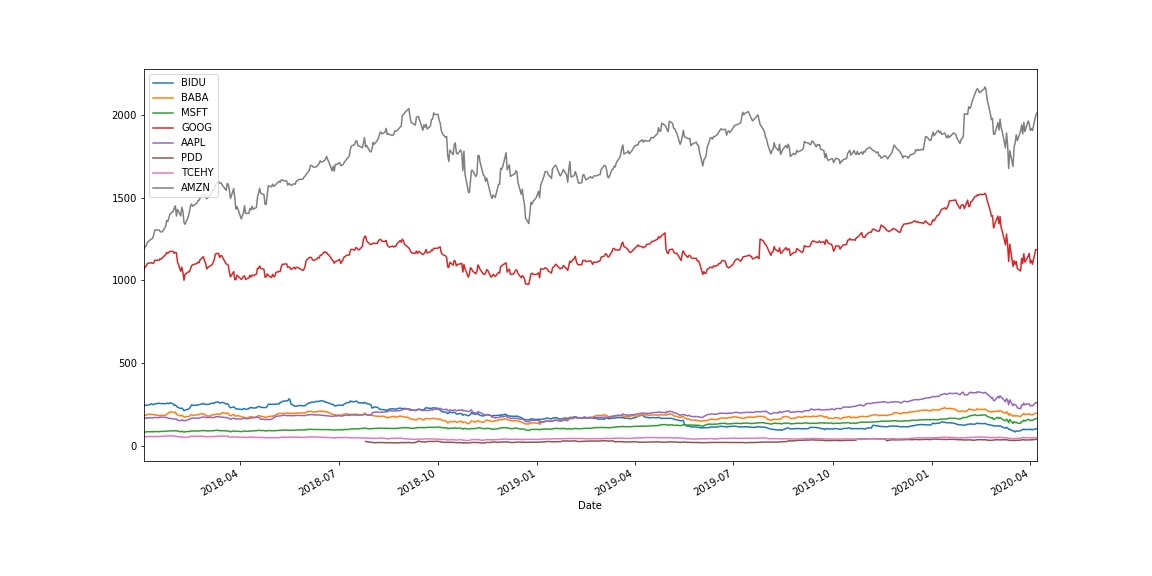 BIDU
BABA
MSFT
GOOG
AAPL
PDD
TCEHY
AMZN
2000
1500
1000
500
0
2018-04
2018-07
2018-10
2019-01
2019-04
2019-07
2019-10
2020-01
2020-04
Date